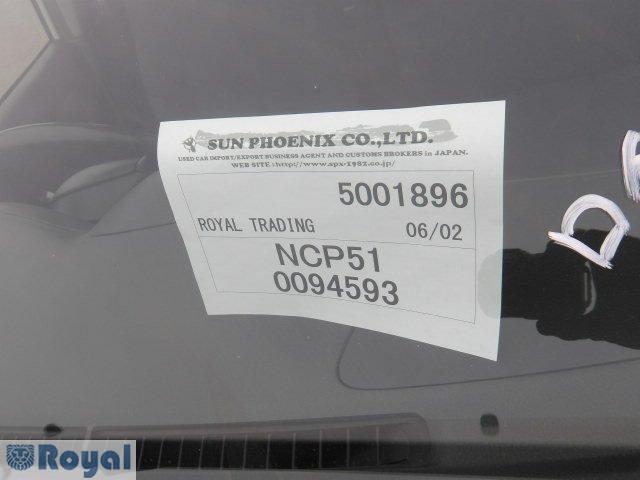 SUN PHOENIX CO.,LTD.
USED CAR IMPORT/EXPORT BUSINESS AGENT AND CUSTOMS BROKERS in JAPAN.
WEB SITE :http://www.spx-1982.co.jp/
5001896
ROYAL TRADING 06/02
NCP51
0094593
Royal